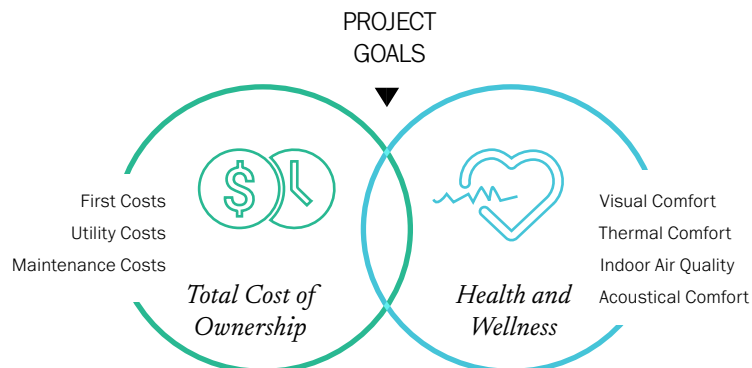 PROJECT
GOALS
$
First Costs
Utility Costs
Maintenance Costs
Total Cost of
Ownership
Health and
Wellness
Visual Comfort
Thermal Comfort
Indoor Air Quality
Acoustical Comfort